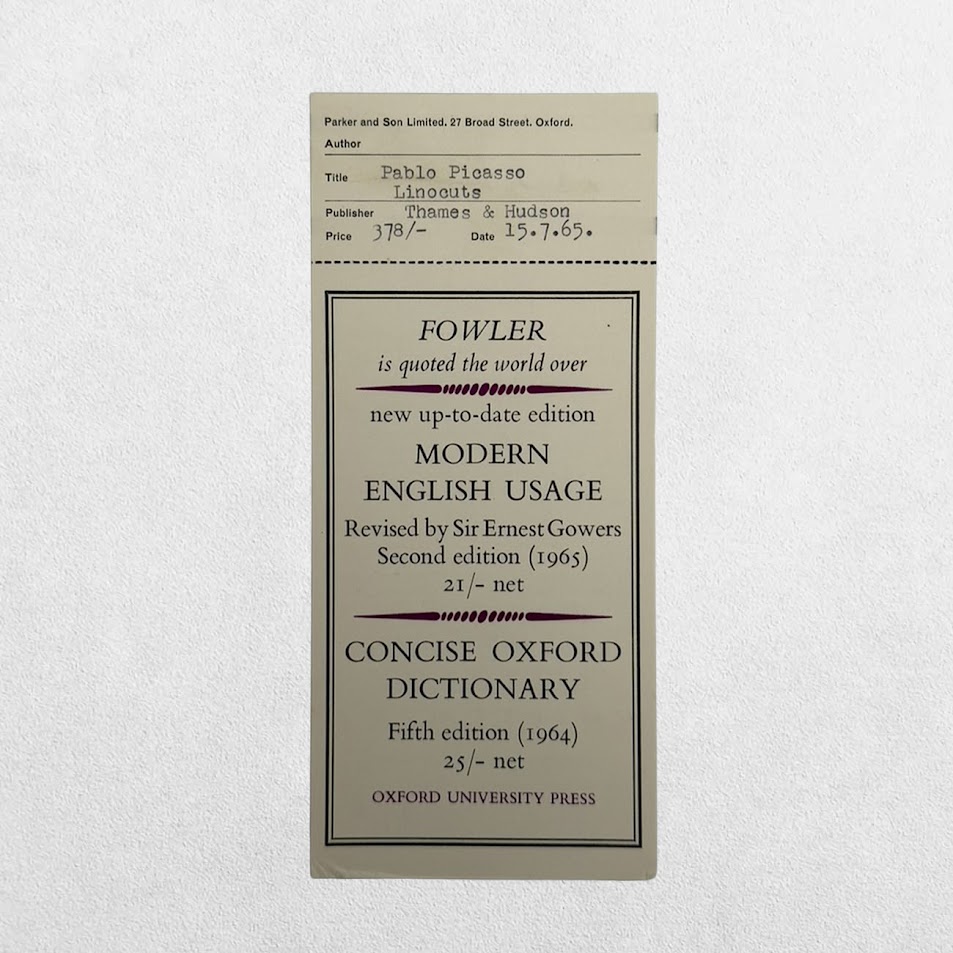 Parker and Son Limited. 27 Broad Street. Oxford.
Author
Title Pablo Picasso
Linocuts
Publisher Thames & Hudson
Price 378/- Date 15.7.65.
FOWLER
is quoted the world over
new up-to-date edition
MODERN
ENGLISH USAGE
Revised by Sir Ernest Gowers
Second edition (1965)
21/- net
CONCISE OXFORD
DICTIONARY
Fifth edition (1964)
25/- net
OXFORD UNIVERSITY PRESS